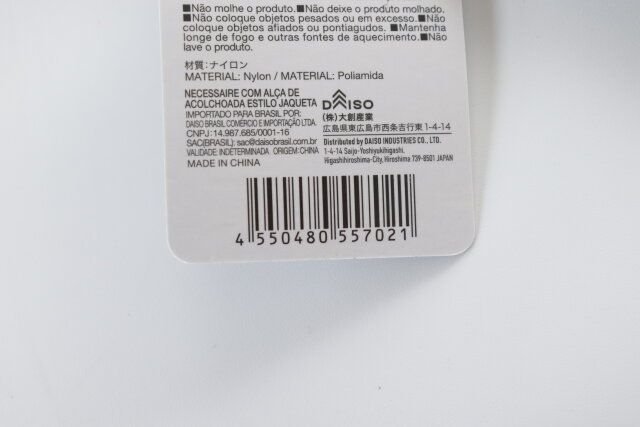 ■Não molhe o produto.■Não deixe o produto molhado.
■Não coloque objetos pesados ou em excesso.■Não
coloque objetos afiados ou pontiagudos. ■Mantenha
longe de fogo e outras fontes de aquecimento.■Não
lave o produto.
材質：ナイロン
MATERIAL: Nylon / MATERIAL: Poliamida
NECESSAIRE COM ALÇA DE
ACOLCHOADA ESTILO JAQUETA
IMPORTADO PARA BRASIL POR:
DAISO BRASIL COMÉRCIO E IMPORTAÇÃO LTDA.
CNPJ: 14.987.685/0001-16
SAC(BRASIL): sac@daisobrasil.com.br
VALIDADE: INDETERMINADA ORIGEM: CHINA
MADE IN CHINA
DAISO
(株)大創産業
広島県東広島市西条吉行東1-4-14
Distributed by DAISO INDUSTRIES CO., LTD.
1-4-14 Saijo-Yoshiyukihigashi,
Higashihiroshima-City, Hiroshima 739-8501 JAPAN
4 550480 557021